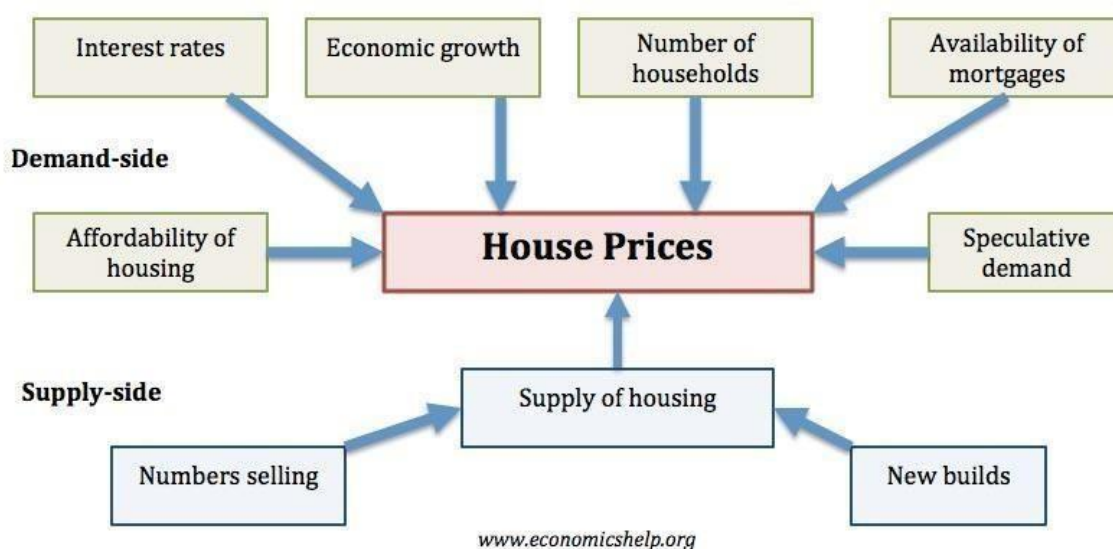 Interest rates
Economic growth
Number of
households
Availability of
mortgages
Demand-side
Affordability of
housing
House Prices
Speculative
demand
Supply-side
Supply of housing
Numbers selling
New builds
www.economicshelp.org